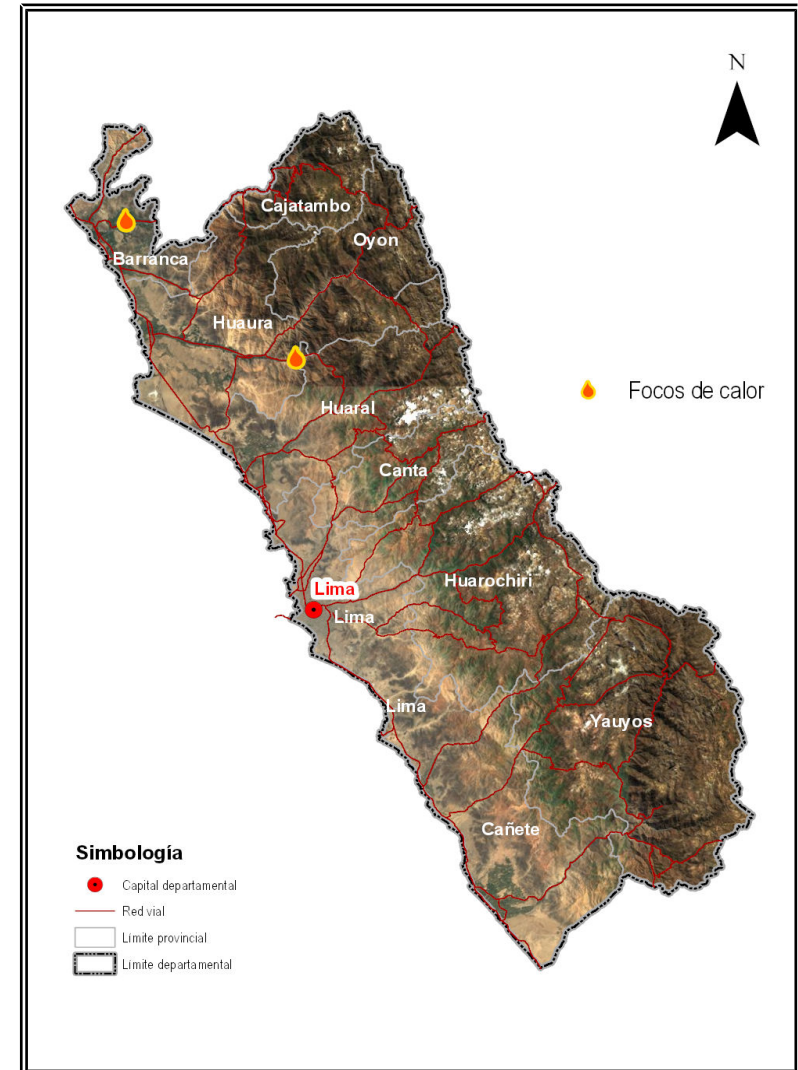 N
Cajatambo
Oyon
Barranca
Huaura
Focos de calor
Huaral
Canta
Huarochiri
Lima
Lima
Lima
Yauyos
Cañete
Simbología
Capital departamental
Red vial
Límite provincial
Límite departamental